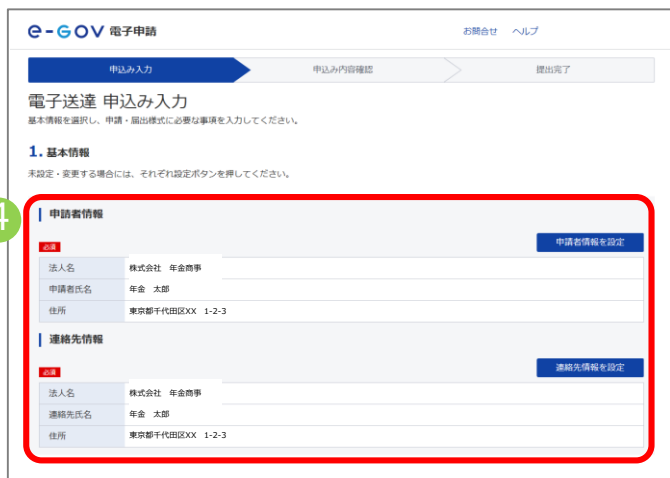 e-GOV 電子申請
お問合せ ヘルプ
申込み入力 申込み内容確認 提出完了
電子送達 申込み入力
基本情報を選択し、申請・届出様式に必要な事項を入力してください。
1. 基本情報
未設定・変更する場合には、それぞれ設定ボタンを押してください。
4
申請者情報
必須
申請者情報を設定
法人名 株式会社 年金商事
申請者氏名 年金 太郎
住所 東京都千代田区XX 1-2-3
連絡先情報
必須
連絡先情報を設定
法人名 株式会社 年金商事
連絡先氏名 年金 太郎
住所 東京都千代田区XX 1-2-3